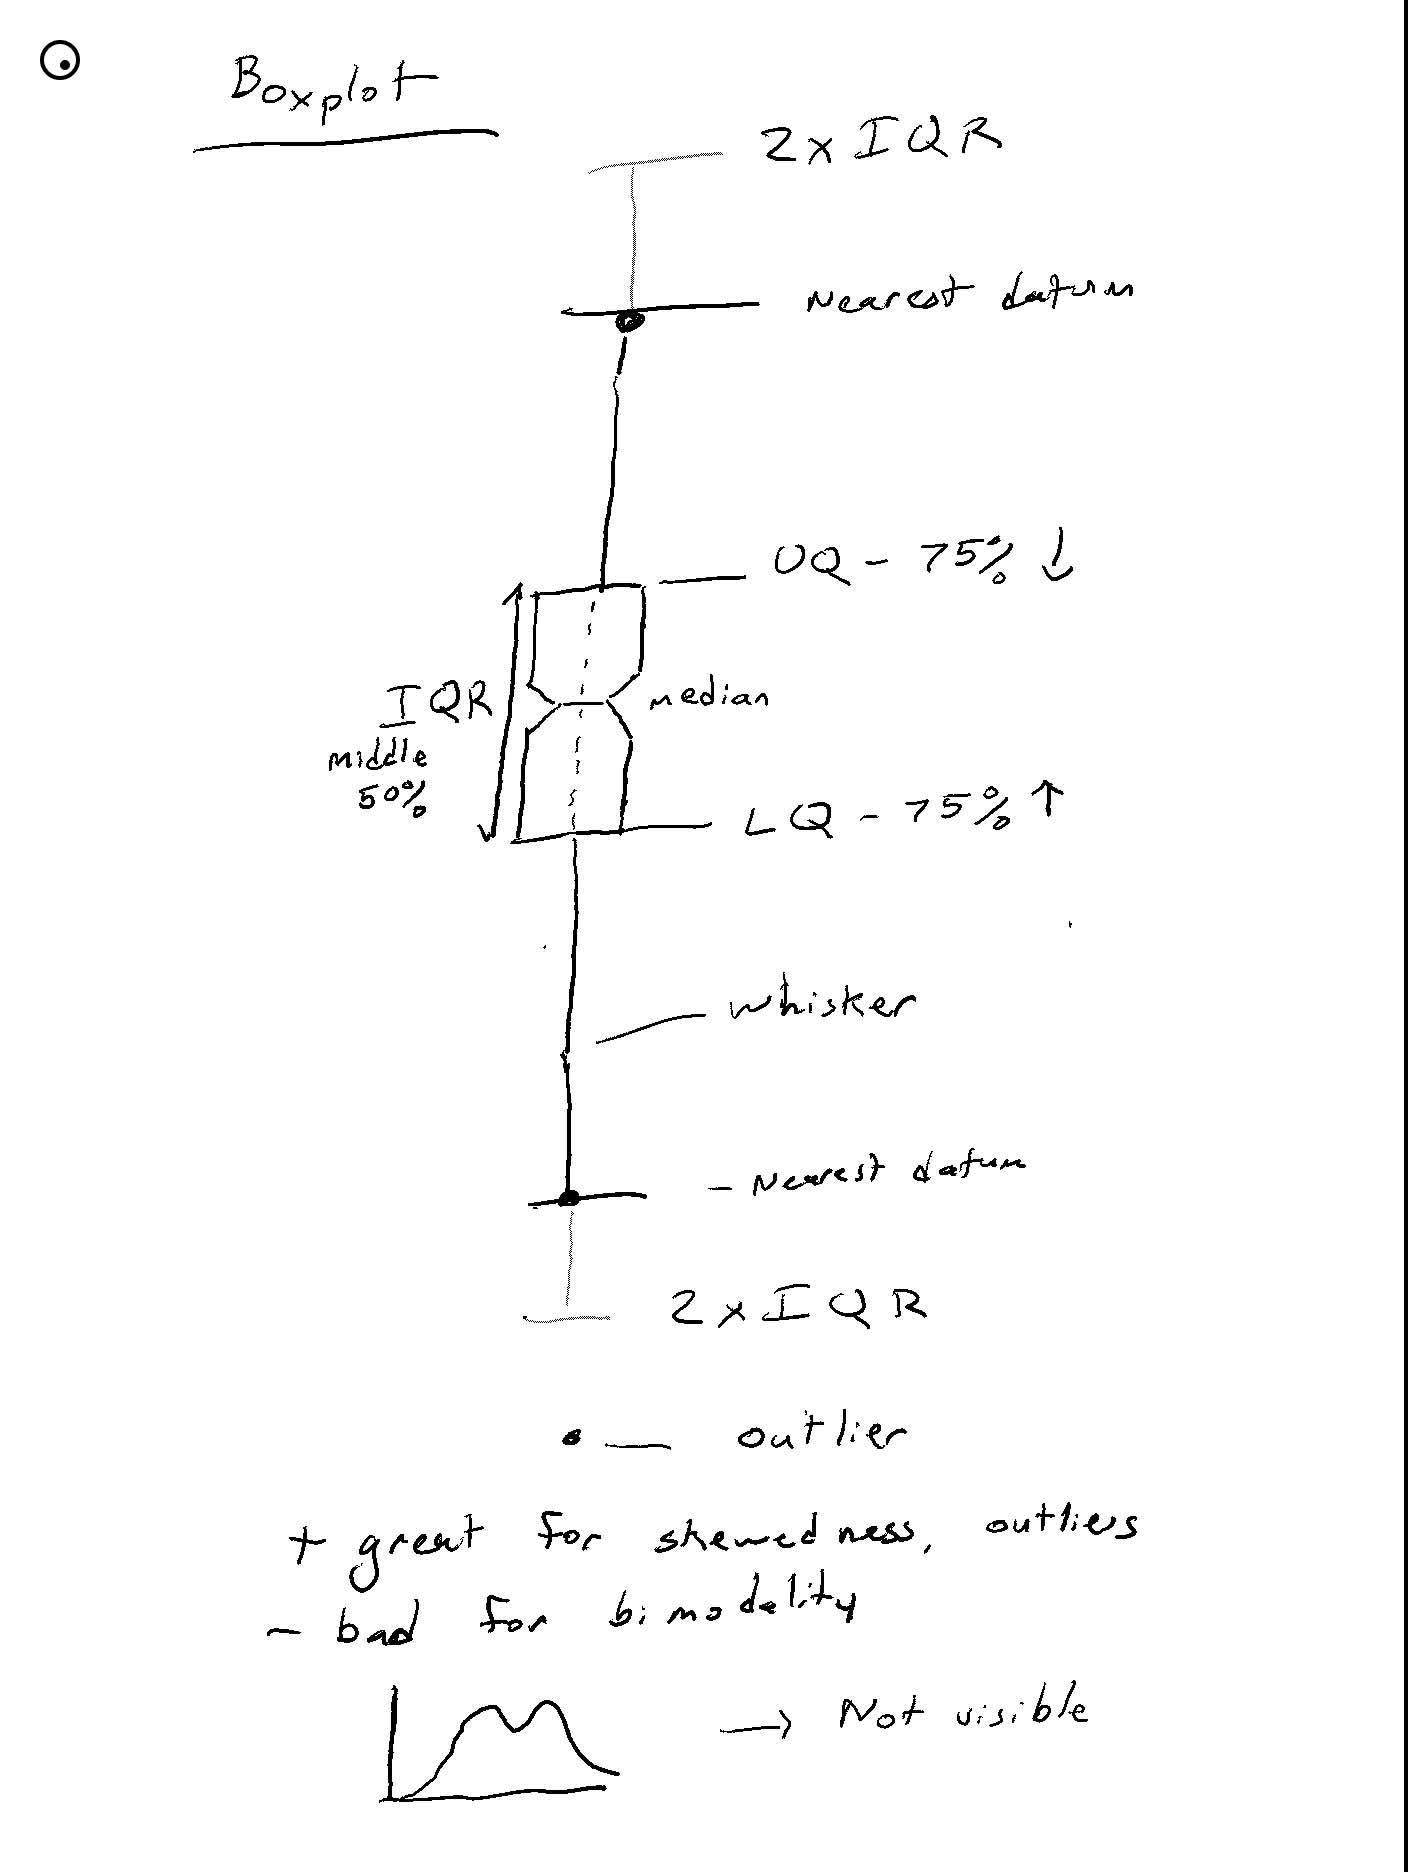 Boxplot
2 x IQR
Nearest datum
UQ - 75% ↓
IQR
median
middle
50%
LQ - 75% ↑
whisker
- Nearest datum
2 x IQR
outlier
+ great for skewedness, outliers
- bad for bimodality
→ Not visible